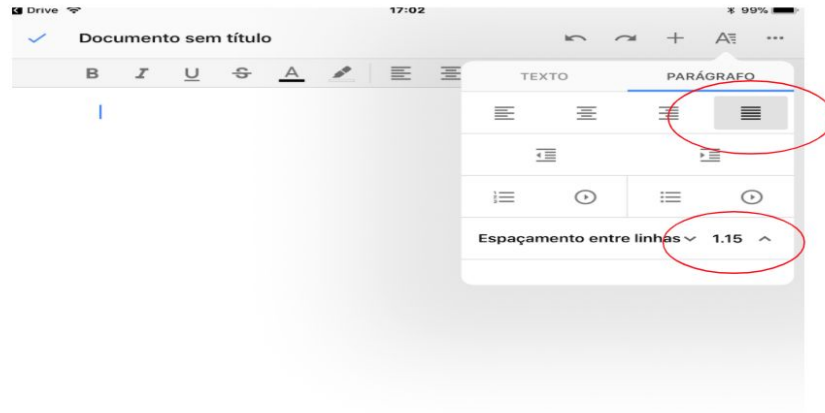 Drive 17:02 99%
Documento sem título
B I U S A
TEXTO PARÁGRAFO
Espaçamento entre linhas 1.15